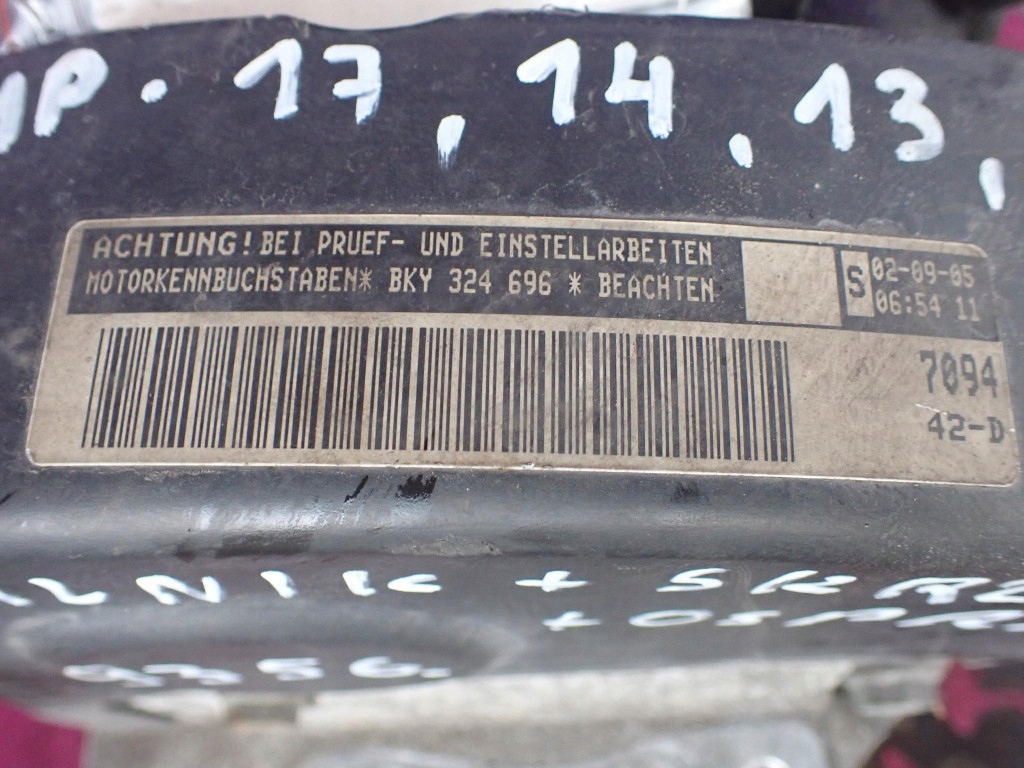 17, 14, 13,
ACHTUNG! BEI PRUEF- UND EINSTELLARBEITEN
MOTORKENNBUCHSTABEN* BKY 324 696 * BEACHTEN
S 02-09-05
06:54 11
7094
42-D
+
+